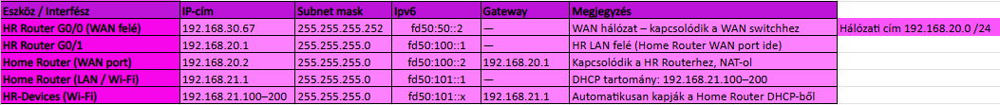 Eszköz / Interfész IP-cím Subnet mask Ipv6 Gateway Megjegyzés
HR Router G0/0 (WAN felé) 192.168.30.67 255.255.255.252 fd50:50::2 — WAN hálózat – kapcsolódik a WAN switchhez Hálózati cím 192.168.20.0 /24
HR Router G0/1 192.168.20.1 255.255.255.0 fd50:100::1 — HR LAN felé (Home Router WAN port ide)
Home Router (WAN port) 192.168.20.2 255.255.255.0 fd50:100::2 192.168.20.1 Kapcsolódik a HR Routerhez, NAT-ol
Home Router (LAN / Wi-Fi) 192.168.21.1 255.255.255.0 fd50:101::1 — DHCP tartomány: 192.168.21.100–200
HR-Devices (Wi-Fi) 192.168.21.100–200 255.255.255.0 fd50:101::x 192.168.21.1 Automatikusan kapják a Home Router DHCP-ből